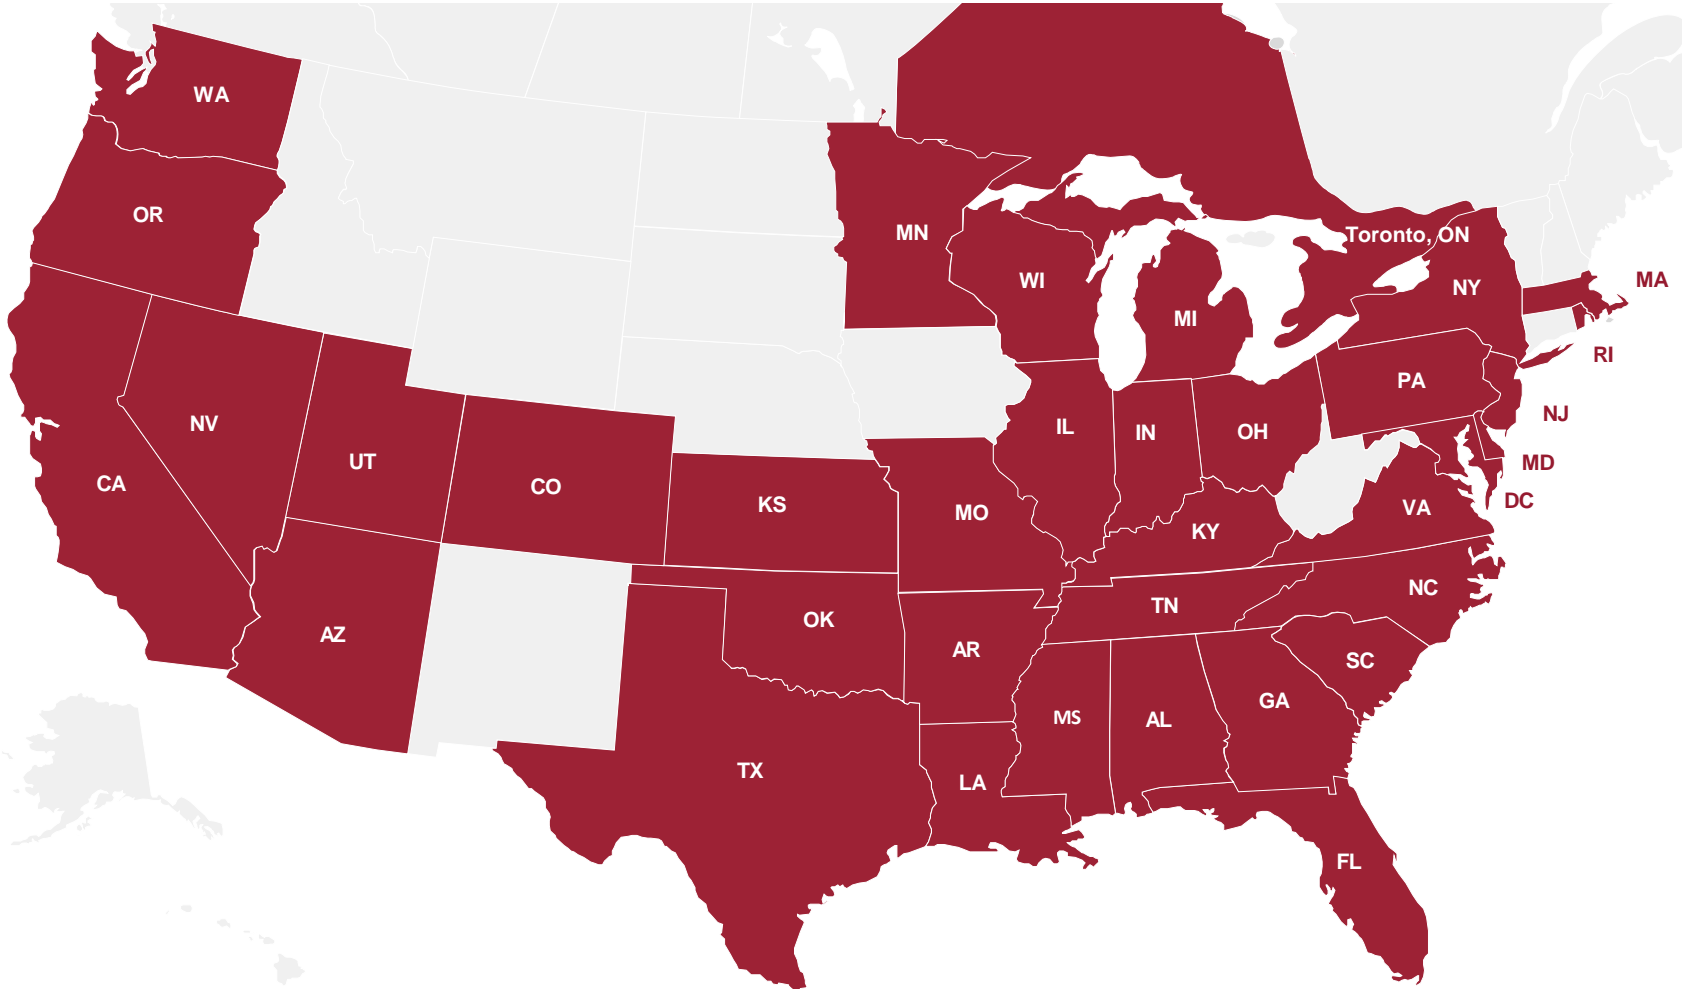 WA
OR
MN
Toronto, ON
WI
MI
NY
MA
RI
PA
NJ
NV
UT
CO
CA
KS
MO
IL
IN
OH
MD
DC
KY
VA
NC
TN
AZ
OK
AR
SC
MS
AL
GA
TX
LA
FL